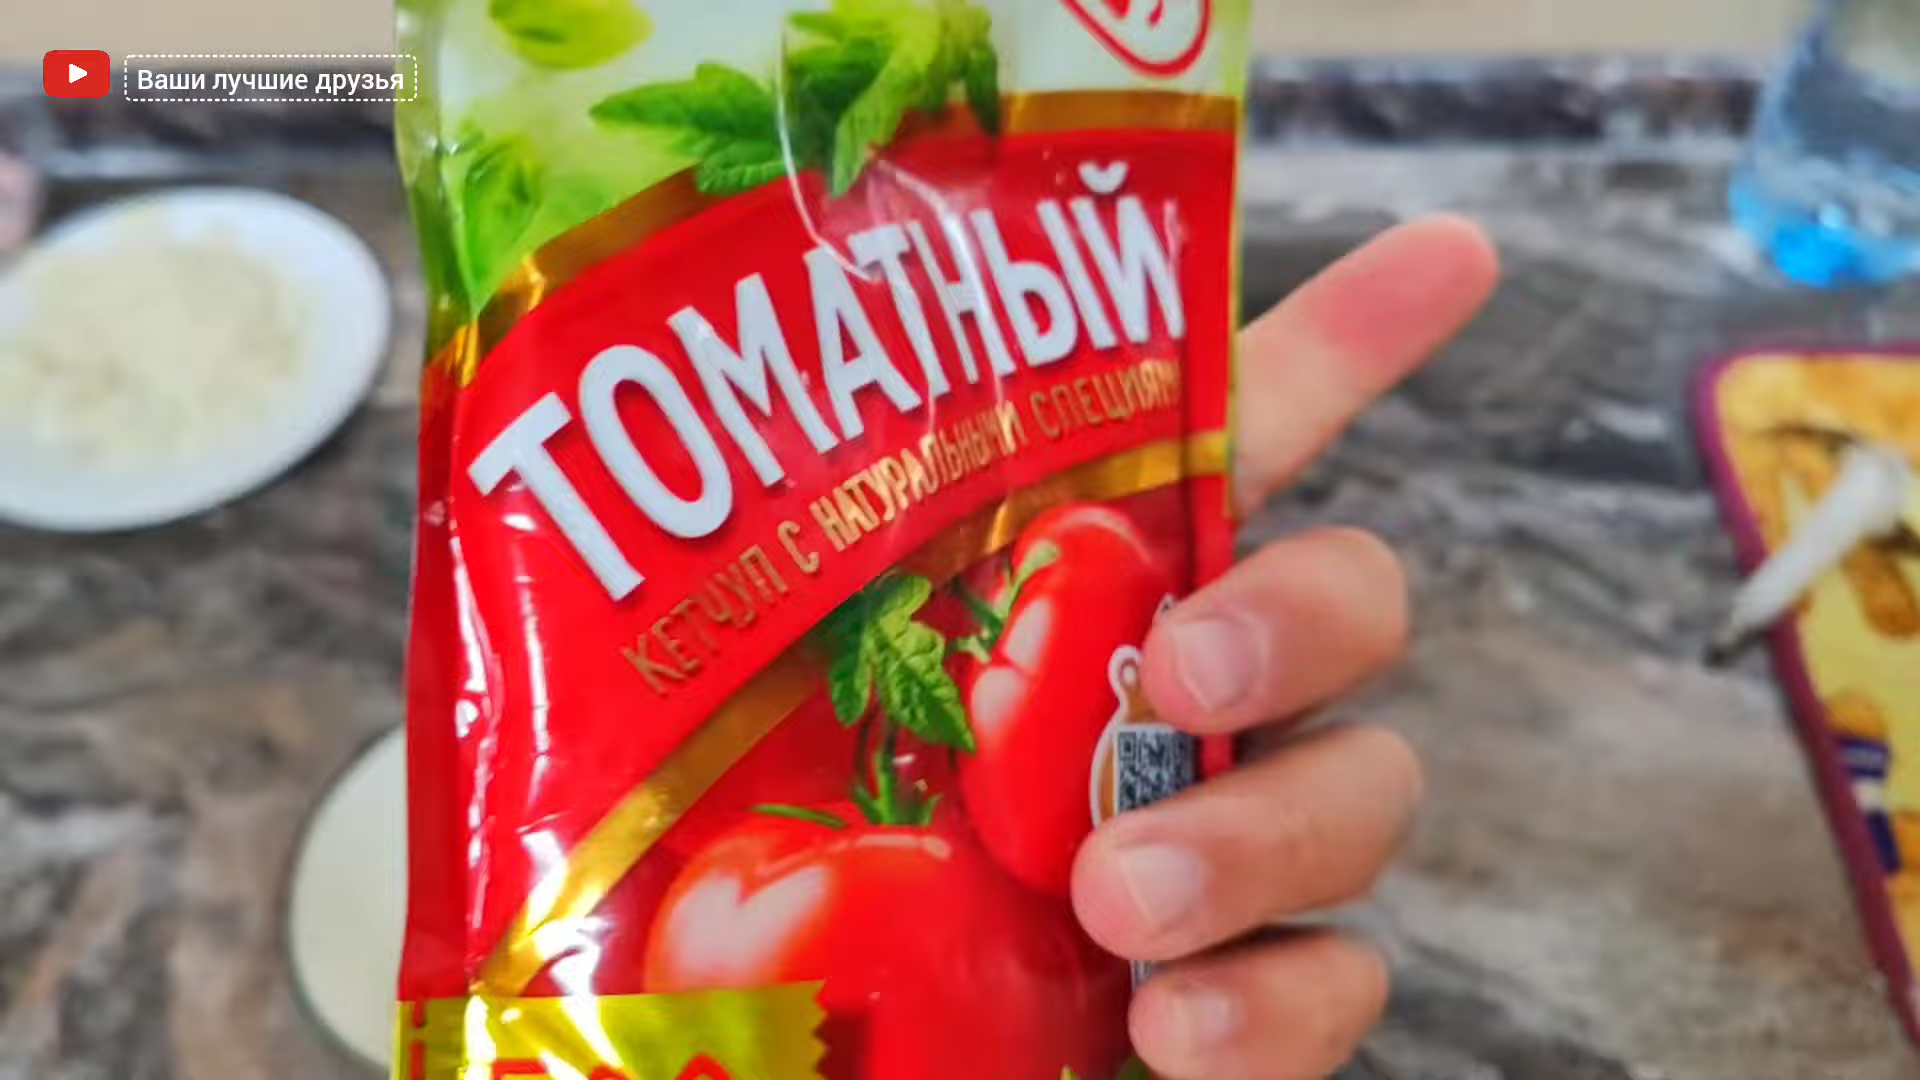 Ваши лучшие друзья
ТОМАТНЫЙ
КЕТЧУП С НАТУРАЛЬНЫМИ СПЕЦИЯМИ